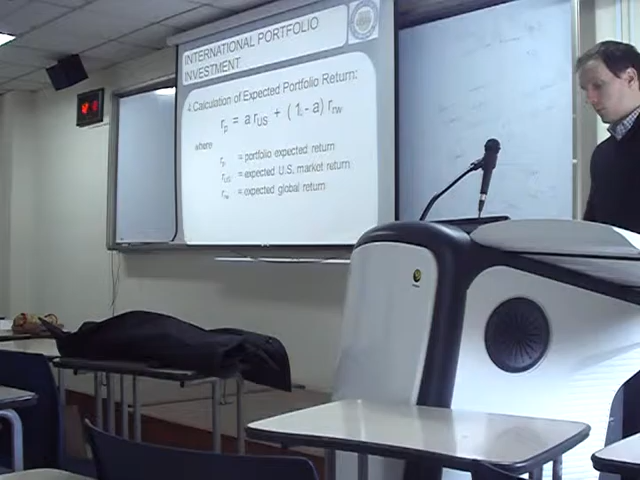 INTERNATIONAL PORTFOLIO
INVESTMENT
4.Calculation of Expected Portfolio Return:
rp = a rUS + ( 1 - a) rrw
where
rp = portfolio expected return
rUS = expected U.S. market return
rrw = expected global return